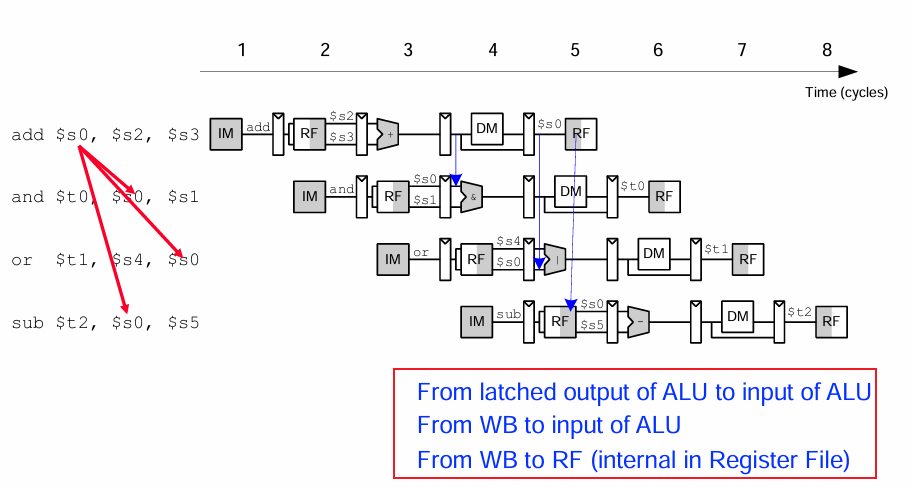 1 2 3 4 5 6 7 8
Time (cycles)
add $s0, $s2, $s3 IM add RF $s2 $s3 + DM $s0 RF
and $t0, $s0, $s1 IM and RF $s0 $s1 & DM $t0 RF
or $t1, $s4, $s0 IM or RF $s4 $s0 | DM $t1 RF
sub $t2, $s0, $s5 IM sub RF $s0 $s5 - DM $t2 RF
From latched output of ALU to input of ALU
From WB to input of ALU
From WB to RF (internal in Register File)